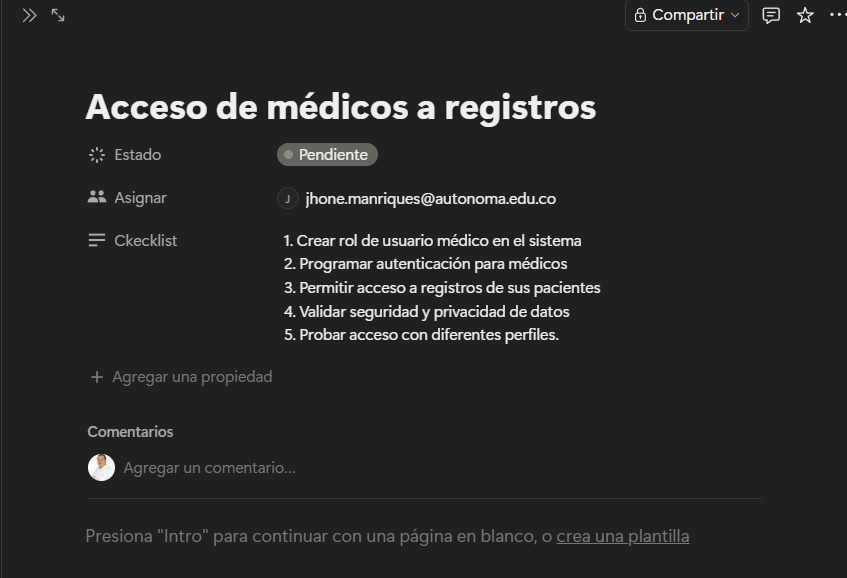 Compartir
Acceso de médicos a registros
Estado
Pendiente
Asignar
J jhone.manriques@autonoma.edu.co
Ckecklist
1. Crear rol de usuario médico en el sistema
2. Programar autenticación para médicos
3. Permitir acceso a registros de sus pacientes
4. Validar seguridad y privacidad de datos
5. Probar acceso con diferentes perfiles.
Agregar una propiedad
Comentarios
Agregar un comentario...
Presiona "Intro" para continuar con una página en blanco, o crea una plantilla